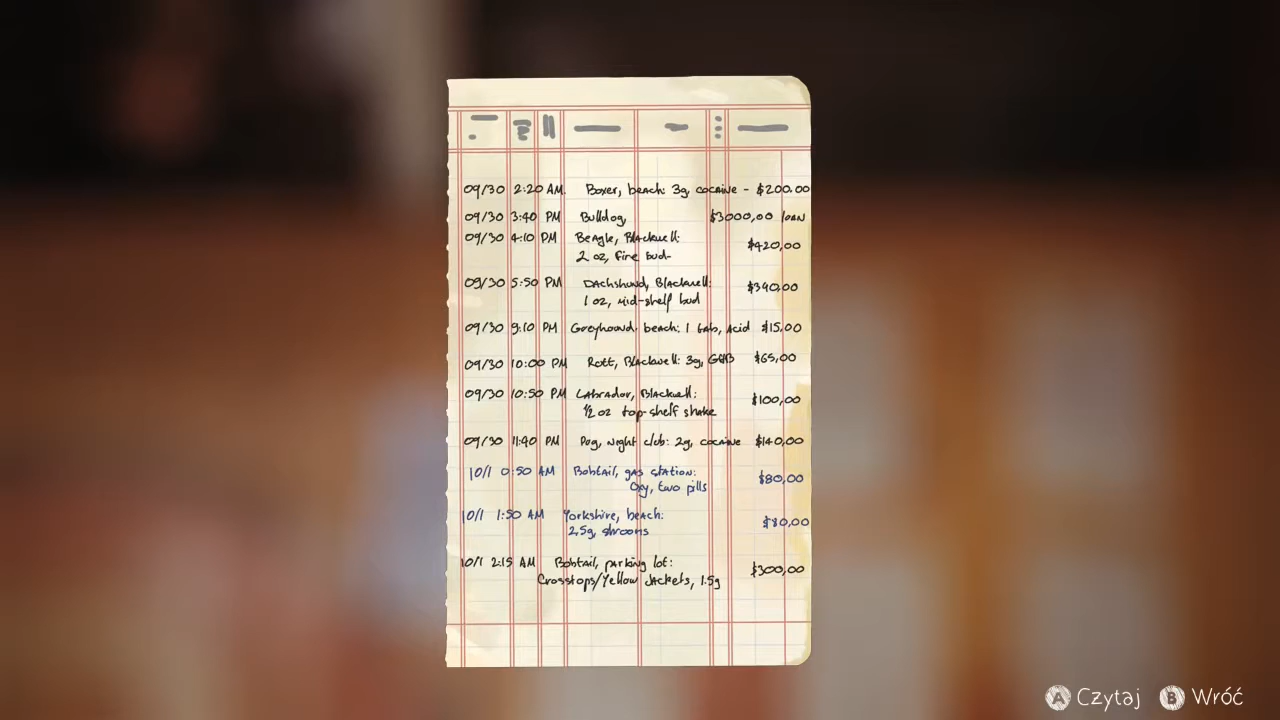 09/30 2:20 AM. Boxer, beach: 3g, cocaine - $200.00
09/30 3:40 PM Bulldog, $3000,00 loan
09/30 4:10 PM Beagle, Blackwell: $420,00
2 oz, fire bud-
09/30 5:50 PM Dachshund, Blackwell: $340,00
1 oz, mid-shelf bud
09/30 9:10 PM Greyhound, beach: 1 tab, Acid $15.00
09/30 10:00 PM Rott, Blackwell: 3g, GHB $65,00
09/30 10:50 PM Labrador, Blackwell: $100,00
1/2 oz top-shelf shake
09/30 11:40 PM Pug, night club: 2g, cocaine $140,00
10/1 0:50 AM Bobtail, gas station: $80,00
Oxy, two pills
10/1 1:50 AM Yorkshire, beach: $80,00
2,5g, shrooms
10/1 2:15 AM Bobtail, parking lot: $300,00
Crosstops/Yellow Jackets, 1.5g
A Czytaj B Wróć